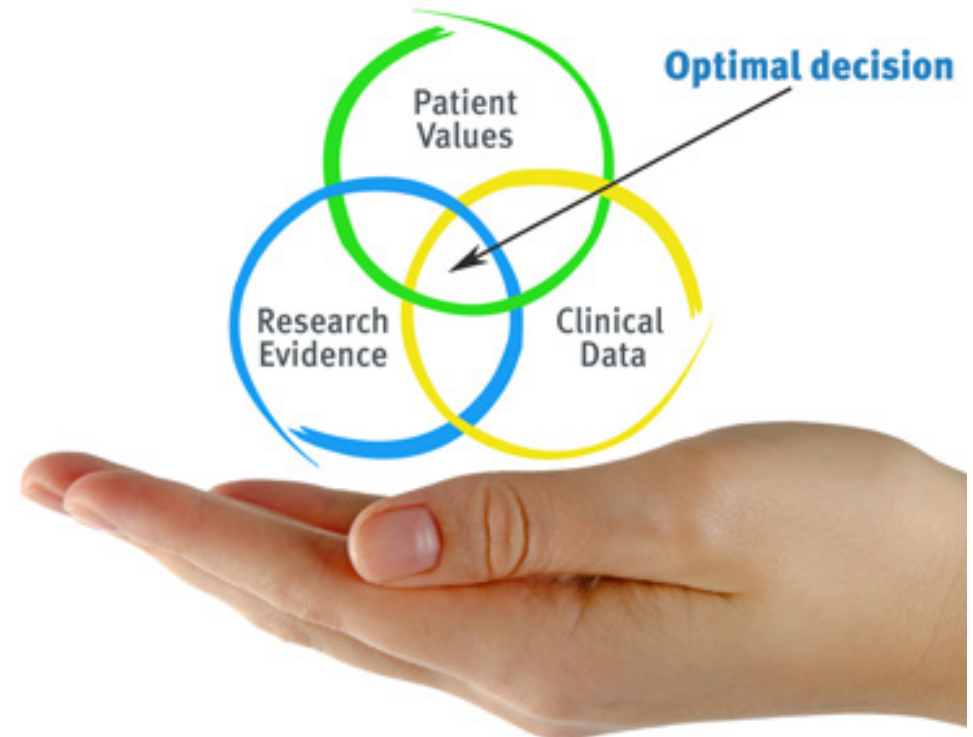 Optimal decision
Patient
Values
Research
Evidence
Clinical
Data